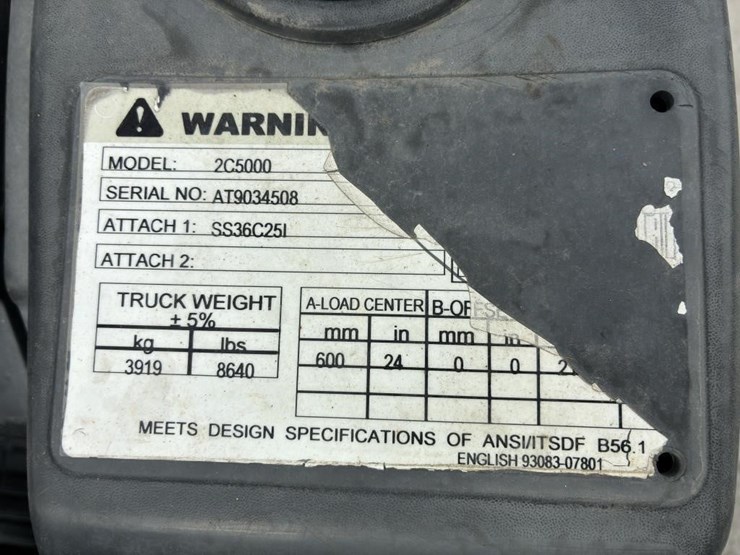 WARNIN
MODEL: 2C5000
SERIAL NO: AT9034508
ATTACH 1: SS36C25I
ATTACH 2:
TRUCK WEIGHT
± 5%
kg lbs
3919 8640
A-LOAD CENTER B-OF
mm in mm in
600 24 0 0
MEETS DESIGN SPECIFICATIONS OF ANSI/ITSDF B56.1
ENGLISH 93083-07801